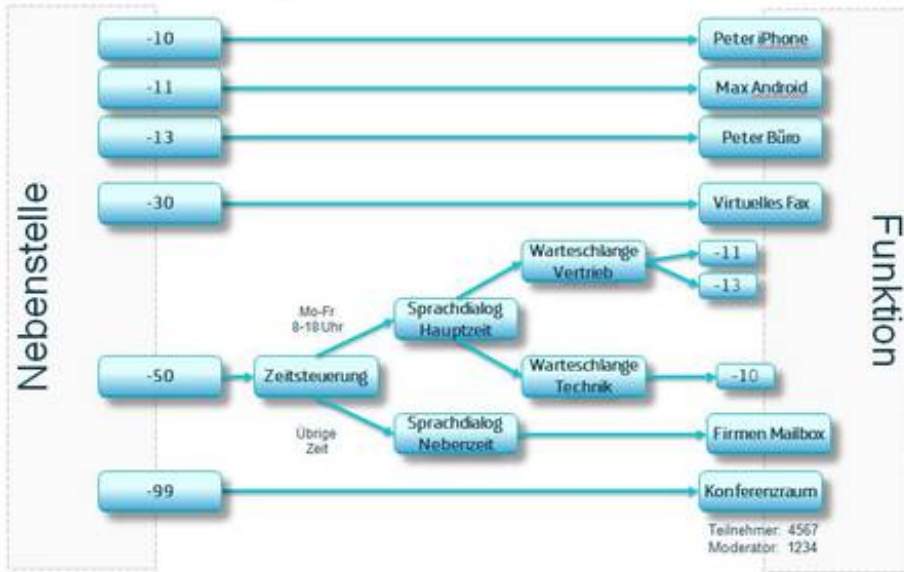 Nebenstelle
Funktion
-10
Peter iPhone
-11
Max Android
-13
Peter Büro
-30
Virtuelles Fax
-50
Zeitsteuerung
Mo-Fr
8-18 Uhr
Sprachdialog
Hauptzeit
Warteschlange
Vertrieb
-11
-13
Warteschlange
Technik
-10
Übrige
Zeit
Sprachdialog
Nebenzeit
Firmen Mailbox
-99
Konferenzraum
Teilnehmer: 4567
Moderator: 1234